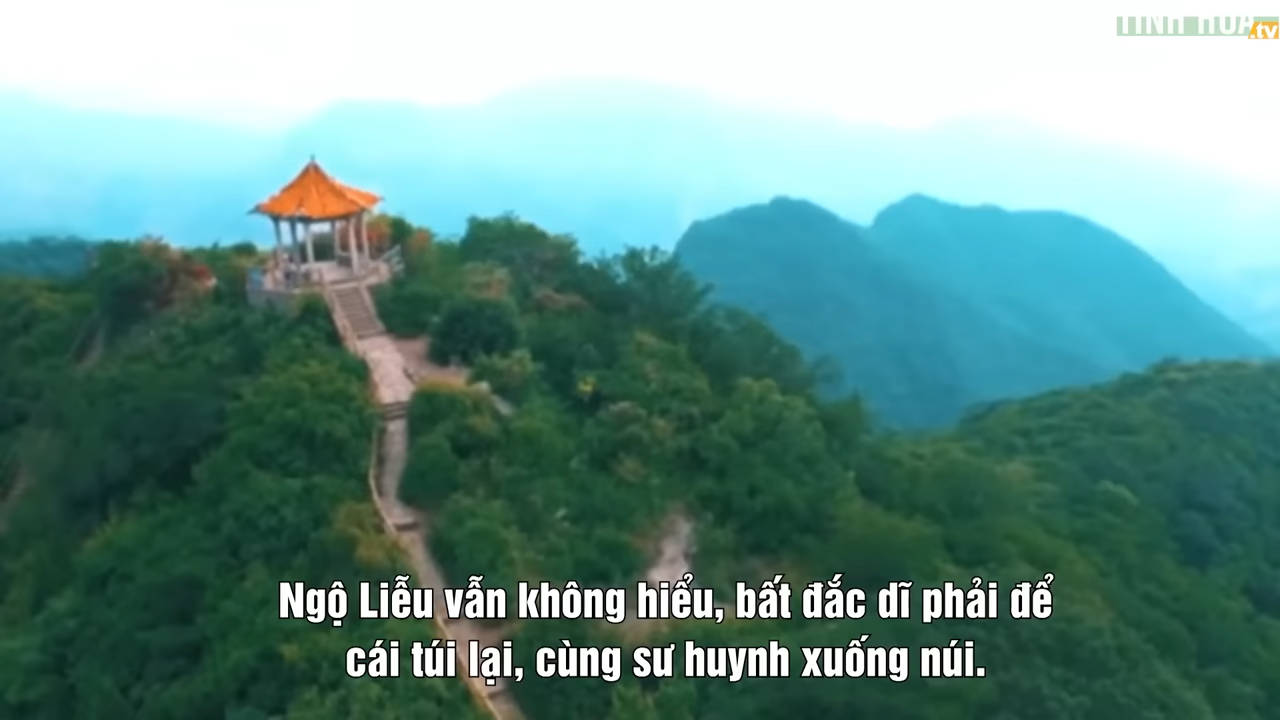 TINH HOA
.tv
Ngộ Liễu vẫn không hiểu, bất đắc dĩ phải để
cái túi lại, cùng sư huynh xuống núi.